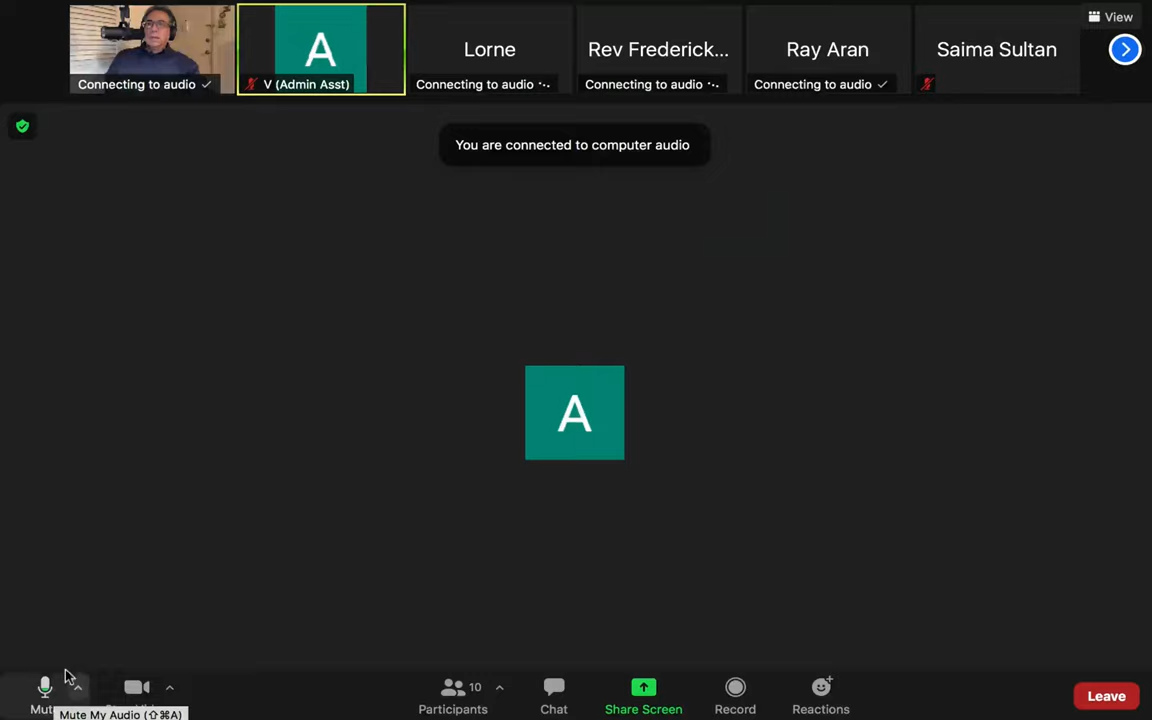 View
A
Lorne
Rev Frederick...
Ray Aran
Saima Sultan
Connecting to audio
V (Admin Asst)
Connecting to audio
Connecting to audio
Connecting to audio
You are connected to computer audio
A
10
Participants
Chat
Share Screen
Record
Reactions
Leave
Mute My Audio (⇧⌘A)